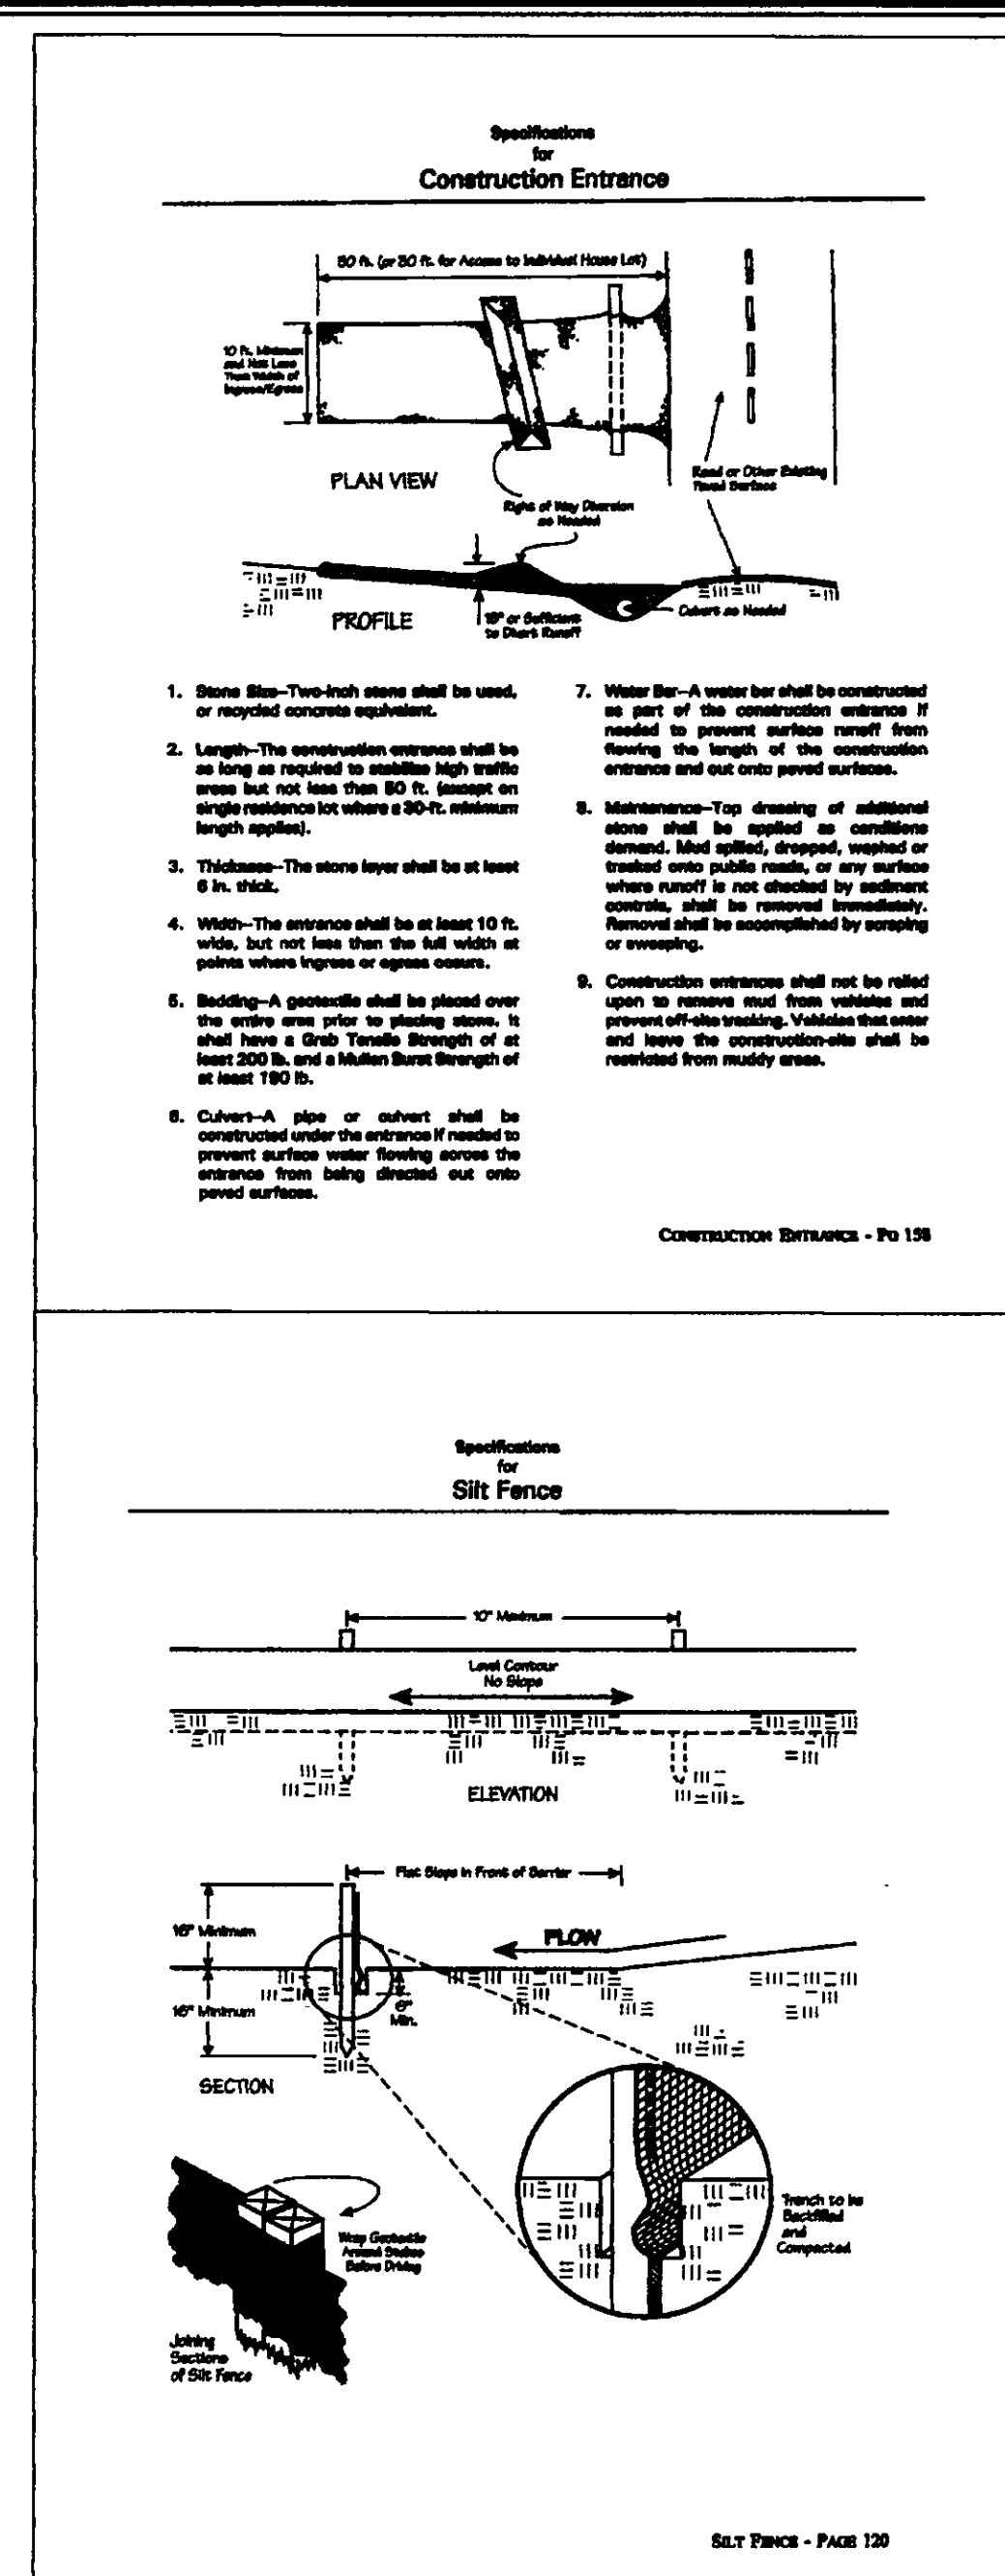 Specifications
for
Construction Entrance
50 ft. (or 30 ft. for Access to Individual House Lot)
10 Ft. Minimum
and Not Less
Than Width of
Ingress/Egress
PLAN VIEW
Right of Way Diversion
as Needed
Road or Other Existing
Paved Surface
PROFILE
18" or Sufficient
to Divert Runoff
Culvert as Needed
1. Stone Size--Two-inch stone shall be used,
or recycled concrete equivalent.
2. Length--The construction entrance shall be
as long as required to stabilize high traffic
areas but not less than 50 ft. (except on
single residence lot where a 30-ft. minimum
length applies).
3. Thickness--The stone layer shall be at least
6 in. thick.
4. Width--The entrance shall be at least 10 ft.
wide, but not less than the full width at
points where ingress or egress occurs.
5. Bedding--A geotextile shall be placed over
the entire area prior to placing stone. It
shall have a Grab Tensile Strength of at
least 200 lb. and a Mullen Burst Strength of
at least 190 lb.
6. Culvert--A pipe or culvert shall be
constructed under the entrance if needed to
prevent surface water flowing across the
entrance from being directed out onto
paved surfaces.
7. Water Bar--A water bar shall be constructed
as part of the construction entrance if
needed to prevent surface runoff from
flowing the length of the construction
entrance and out onto paved surfaces.
8. Maintenance--Top dressing of additional
stone shall be applied as conditions
demand. Mud spilled, dropped, washed or
tracked onto public roads, or any surface
where runoff is not checked by sediment
controls, shall be removed immediately.
Removal shall be accomplished by scraping
or sweeping.
9. Construction entrances shall not be relied
upon to remove mud from vehicles and
prevent off-site tracking. Vehicles that enter
and leave the construction-site shall be
restricted from muddy areas.
CONSTRUCTION ENTRANCE - PG 158
Specifications
for
Silt Fence
10" Maximum
Level Contour
No Slope
ELEVATION
Flat Slope in Front of Barrier
16" Minimum
FLOW
16" Minimum
6"
Min.
SECTION
Trench to be
Backfilled
and
Compacted
Wrap Geotextile
Around Stakes
Before Driving
Joining
Sections
of Silt Fence
SILT FENCE - PAGE 120